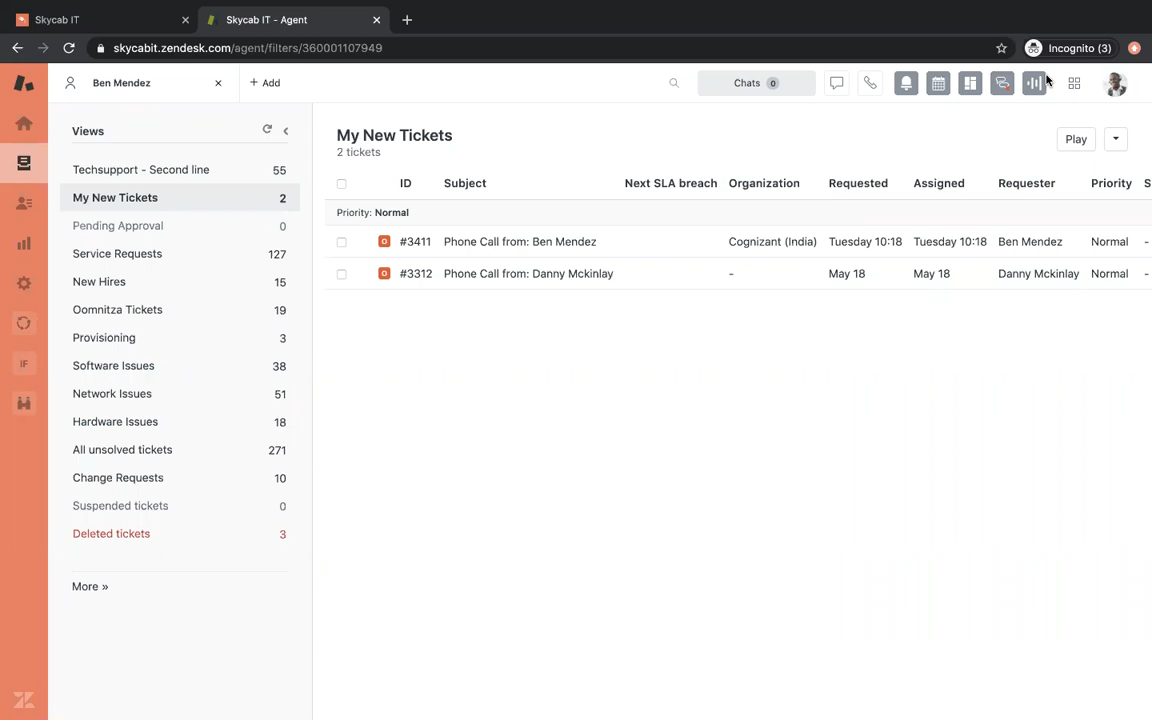 Skycab IT
Skycab IT - Agent
skycabit.zendesk.com/agent/filters/360001107949
Incognito (3)
Ben Mendez
+ Add
Chats 0
Views
Techsupport - Second line 55
My New Tickets 2
Pending Approval 0
Service Requests 127
New Hires 15
Oomnitza Tickets 19
Provisioning 3
Software Issues 38
Network Issues 51
Hardware Issues 18
All unsolved tickets 271
Change Requests 10
Suspended tickets 0
Deleted tickets 3
More »
IF
My New Tickets
2 tickets
Play
ID Subject Next SLA breach Organization Requested Assigned Requester Priority S
Priority: Normal
O #3411 Phone Call from: Ben Mendez Cognizant (India) Tuesday 10:18 Tuesday 10:18 Ben Mendez Normal -
O #3312 Phone Call from: Danny Mckinlay - May 18 May 18 Danny Mckinlay Normal -